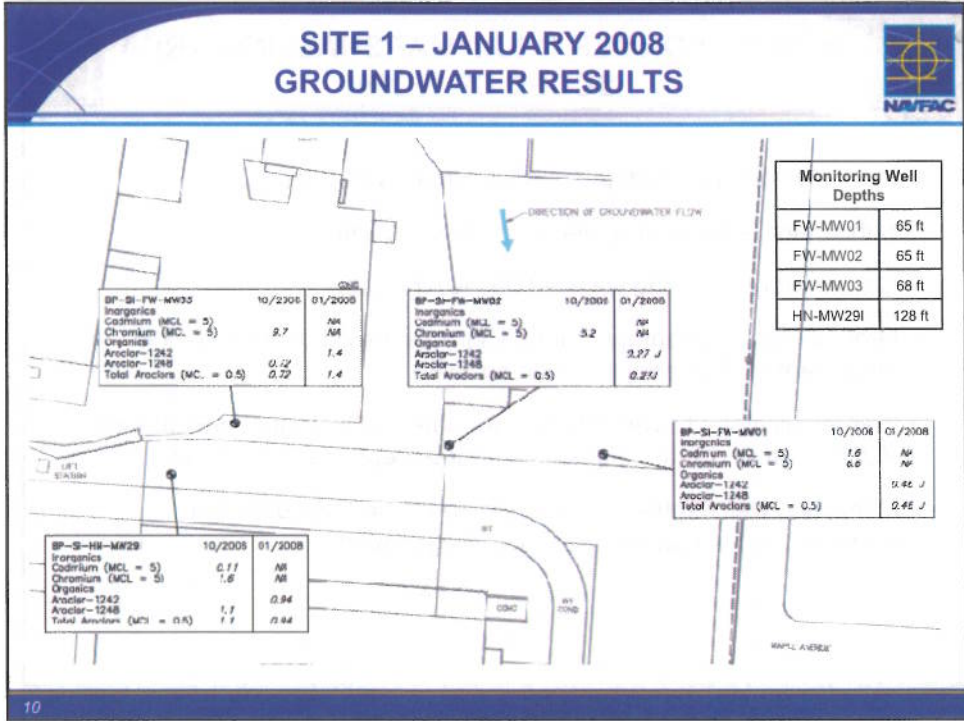 SITE 1 – JANUARY 2008
GROUNDWATER RESULTS
NAVFAC
DIRECTION OF GROUNDWATER FLOW
Monitoring Well
Depths
FW-MW01 65 ft
FW-MW02 65 ft
FW-MW03 68 ft
HN-MW29I 128 ft
CONC
10/2006 01/2008
Inorganics
Cadmium (MCL = 5) NA
Chromium (MCL = 5) 9.7 NA
Organics
Aroclor-1242 1.4
Aroclor-1248 0.72
Total Aroclors (MCL = 0.5) 0.72 1.4
BP-SI-FW-MW02 10/2006 01/2008
Inorganics
Cadmium (MCL = 5) NA
Chromium (MCL = 5) NA
Organics
Aroclor-1242 0.27 J
Aroclor-1248
Total Aroclors (MCL = 0.5) 0.27J
BP-SI-FW-MW01 10/2006 01/2008
Inorganics
Cadmium (MCL = 5) 1.6 NA
Chromium (MCL = 5) 6.6 NA
Organics
Aroclor-1242 J
Aroclor-1248
Total Aroclors (MCL = 0.5) J
LIFT
STATION
BP-SI-HN-MW29 10/2006 01/2008
Inorganics
Cadmium (MCL = 5) 0.11 NA
Chromium (MCL = 5) 1.6 NA
Organics
Aroclor-1242 0.94
Aroclor-1248 1.1
Total Aroclors (MCL = 0.5) 1.1 0.94
CONC
MAPLE AVENUE
10